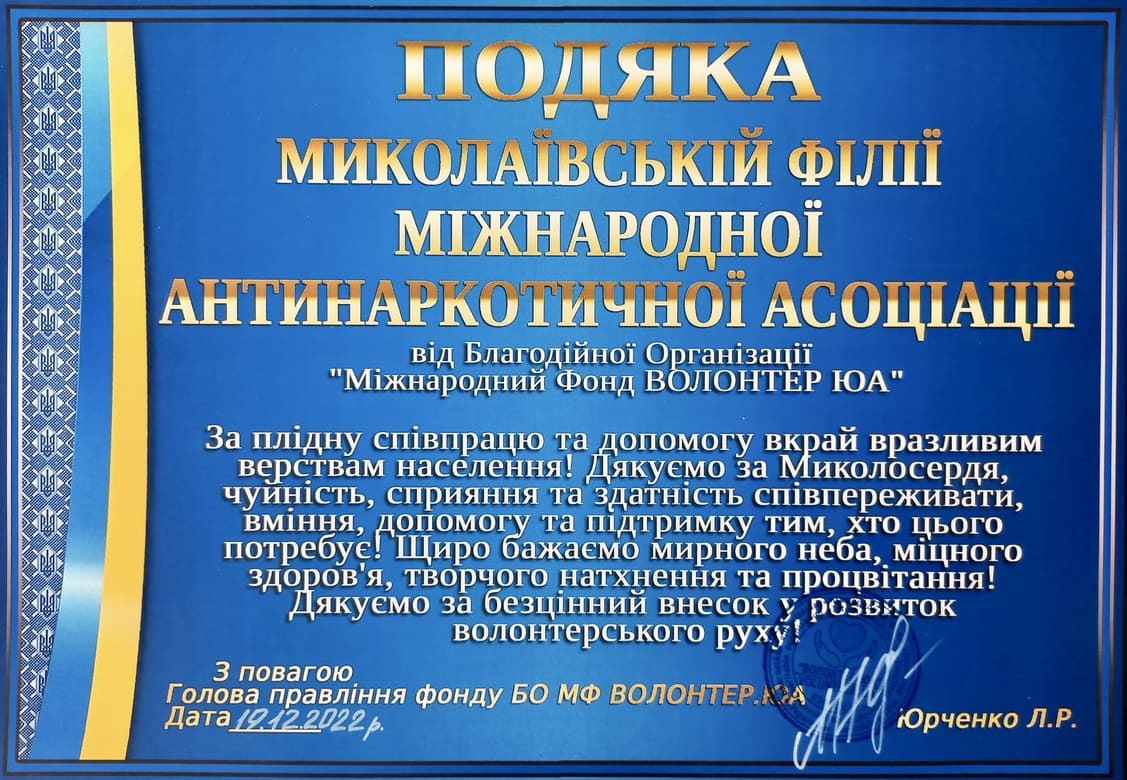 ПОДЯКА
МИКОЛАЇВСЬКІЙ ФІЛІЇ
МІЖНАРОДНОЇ
АНТИНАРКОТИЧНОЇ АСОЦІАЦІЇ
від Благодійної Організації
"Міжнародний Фонд ВОЛОНТЕР ЮА"
За плідну співпрацю та допомогу вкрай вразливим
верствам населення! Дякуємо за Миколосердя,
чуйність, сприяння та здатність співпереживати,
вміння, допомогу та підтримку тим, хто цього
потребує! Щиро бажаємо мирного неба, міцного
здоров'я, творчого натхнення та процвітання!
Дякуємо за безцінний внесок у розвиток
волонтерського руху!
З повагою
Голова правління фонду БО МФ ВОЛОНТЕР.ЮА
Дата 19.12.2022 р.
Юрченко Л.Р.